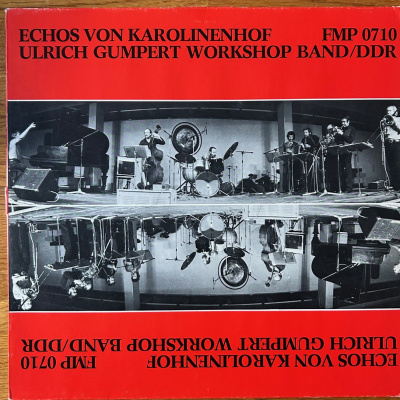 ECHOS VON KAROLINENHOF FMP 0710
ULRICH GUMPERT WORKSHOP BAND/DDR
ECHOS VON KAROLINENHOF FMP 0710
ULRICH GUMPERT WORKSHOP BAND/DDR